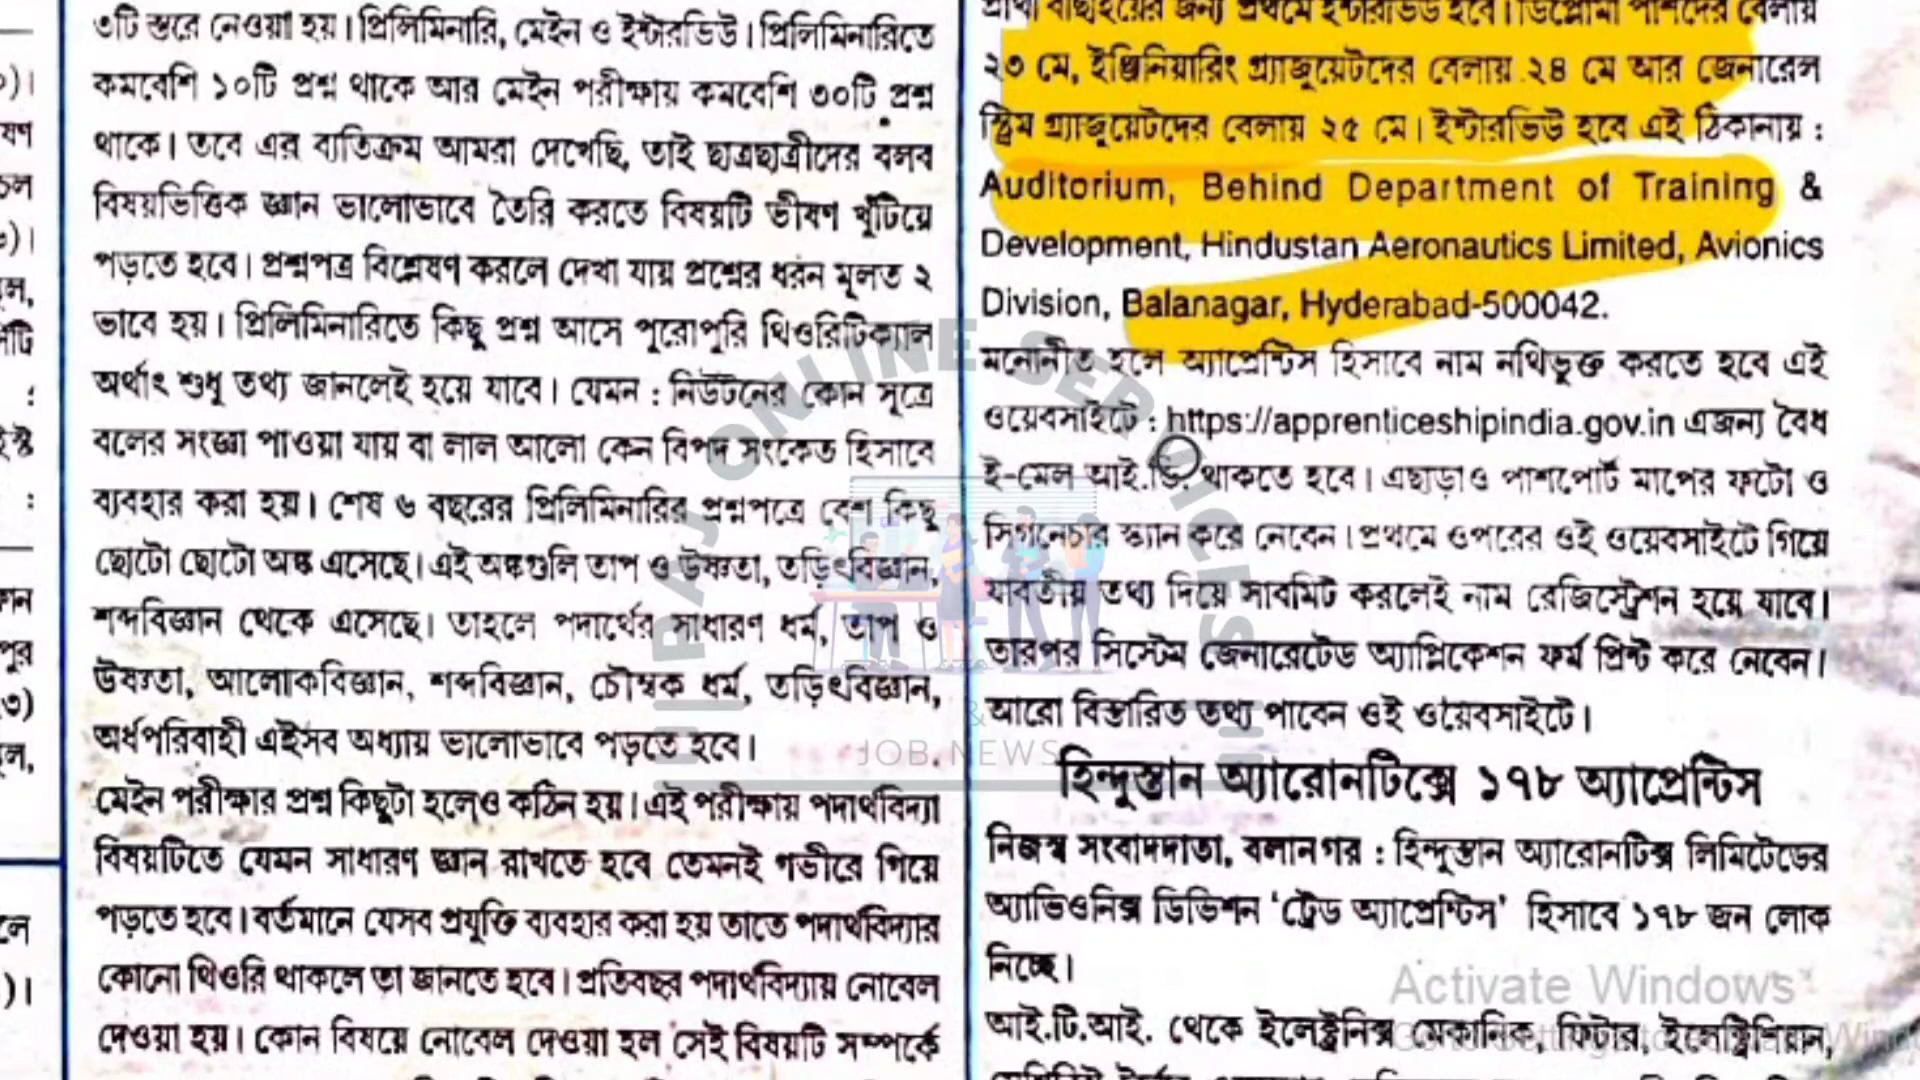 ৩টি স্তরে নেওয়া হয়। প্রিলিমিনারি, মেইন ও ইন্টারভিউ। প্রিলিমিনারিতে
কমবেশি ১০টি প্রশ্ন থাকে আর মেইন পরীক্ষায় কমবেশি ৩০টি প্রশ্ন
থাকে। তবে এর ব্যতিক্রম আমরা দেখেছি, তাই ছাত্রছাত্রীদের বলব
বিষয়ভিত্তিক জ্ঞান ভালোভাবে তৈরি করতে বিষয়টি ভীষণ খুঁটিয়ে
পড়তে হবে। প্রশ্নপত্র বিশ্লেষণ করলে দেখা যায় প্রশ্নের ধরন মূলত ২
ভাবে হয়। প্রিলিমিনারিতে কিছু প্রশ্ন আসে পুরোপুরি থিওরিটিক্যাল
অর্থাৎ শুধু তথ্য জানলেই হয়ে যাবে। যেমন : নিউটনের কোন সূত্রে
বলের সংজ্ঞা পাওয়া যায় বা লাল আলো কেন বিপদ সংকেত হিসাবে
ব্যবহার করা হয়। শেষ ৬ বছরের প্রিলিমিনারির প্রশ্নপত্রে বেশ কিছু
ছোটো ছোটো অঙ্ক এসেছে। এই অঙ্কগুলি তাপ ও উষ্ণতা, তড়িৎবিজ্ঞান,
শব্দবিজ্ঞান থেকে এসেছে। তাহলে পদার্থের সাধারণ ধর্ম, তাপ ও
উষ্ণতা, আলোকবিজ্ঞান, শব্দবিজ্ঞান, চৌম্বক ধর্ম, তড়িৎবিজ্ঞান,
অর্ধপরিবাহী এইসব অধ্যায় ভালোভাবে পড়তে হবে।
মেইন পরীক্ষার প্রশ্ন কিছুটা হলেও কঠিন হয়। এই পরীক্ষায় পদার্থবিদ্যা
বিষয়টিতে যেমন সাধারণ জ্ঞান রাখতে হবে তেমনই গভীরে গিয়ে
পড়তে হবে। বর্তমানে যেসব প্রযুক্তি ব্যবহার করা হয় তাতে পদার্থবিদ্যার
কোনো থিওরি থাকলে তা জানতে হবে। প্রতিবছর পদার্থবিদ্যায় নোবেল
দেওয়া হয়। কোন বিষয়ে নোবেল দেওয়া হল সেই বিষয়টি সম্পর্কে
প্রার্থী বাছাইয়ের জন্য প্রথমে ইন্টারভিউ হবে। ডিপ্লোমা পাশদের বেলায়
২৩ মে, ইঞ্জিনিয়ারিং গ্র্যাজুয়েটদের বেলায় ২৪ মে আর জেনারেল
স্ট্রিম গ্র্যাজুয়েটদের বেলায় ২৫ মে। ইন্টারভিউ হবে এই ঠিকানায় :
Auditorium, Behind Department of Training &
Development, Hindustan Aeronautics Limited, Avionics
Division, Balanagar, Hyderabad-500042.
মনোনীত হলে অ্যাপ্রেন্টিস হিসাবে নাম নথিভুক্ত করতে হবে এই
ওয়েবসাইটে : https://apprenticeshipindia.gov.in এজন্য বৈধ
ই-মেল আই.ডি. থাকতে হবে। এছাড়াও পাশপোর্ট মাপের ফটো ও
সিগনেচার স্ক্যান করে নেবেন। প্রথমে ওপরের ওই ওয়েবসাইটে গিয়ে
যাবতীয় তথ্য দিয়ে সাবমিট করলেই নাম রেজিস্ট্রেশন হয়ে যাবে।
তারপর সিস্টেম জেনারেটেড অ্যাপ্লিকেশন ফর্ম প্রিন্ট করে নেবেন।
আরো বিস্তারিত তথ্য পাবেন ওই ওয়েবসাইটে।
হিন্দুস্তান অ্যারোনটিক্সে ১৭৮ অ্যাপ্রেন্টিস
নিজস্ব সংবাদদাতা, বলানগর : হিন্দুস্তান অ্যারোনটিক্স লিমিটেডের
অ্যাভিওনিক্স ডিভিশন 'ট্রেড অ্যাপ্রেন্টিস' হিসাবে ১৭৮ জন লোক
নিচ্ছে।
আই.টি.আই. থেকে ইলেক্ট্রনিক্স মেকানিক, ফিটার, ইলেক্ট্রিশিয়ান,
ONLINE SERVICES
&
JOB NEWS
Activate Windows